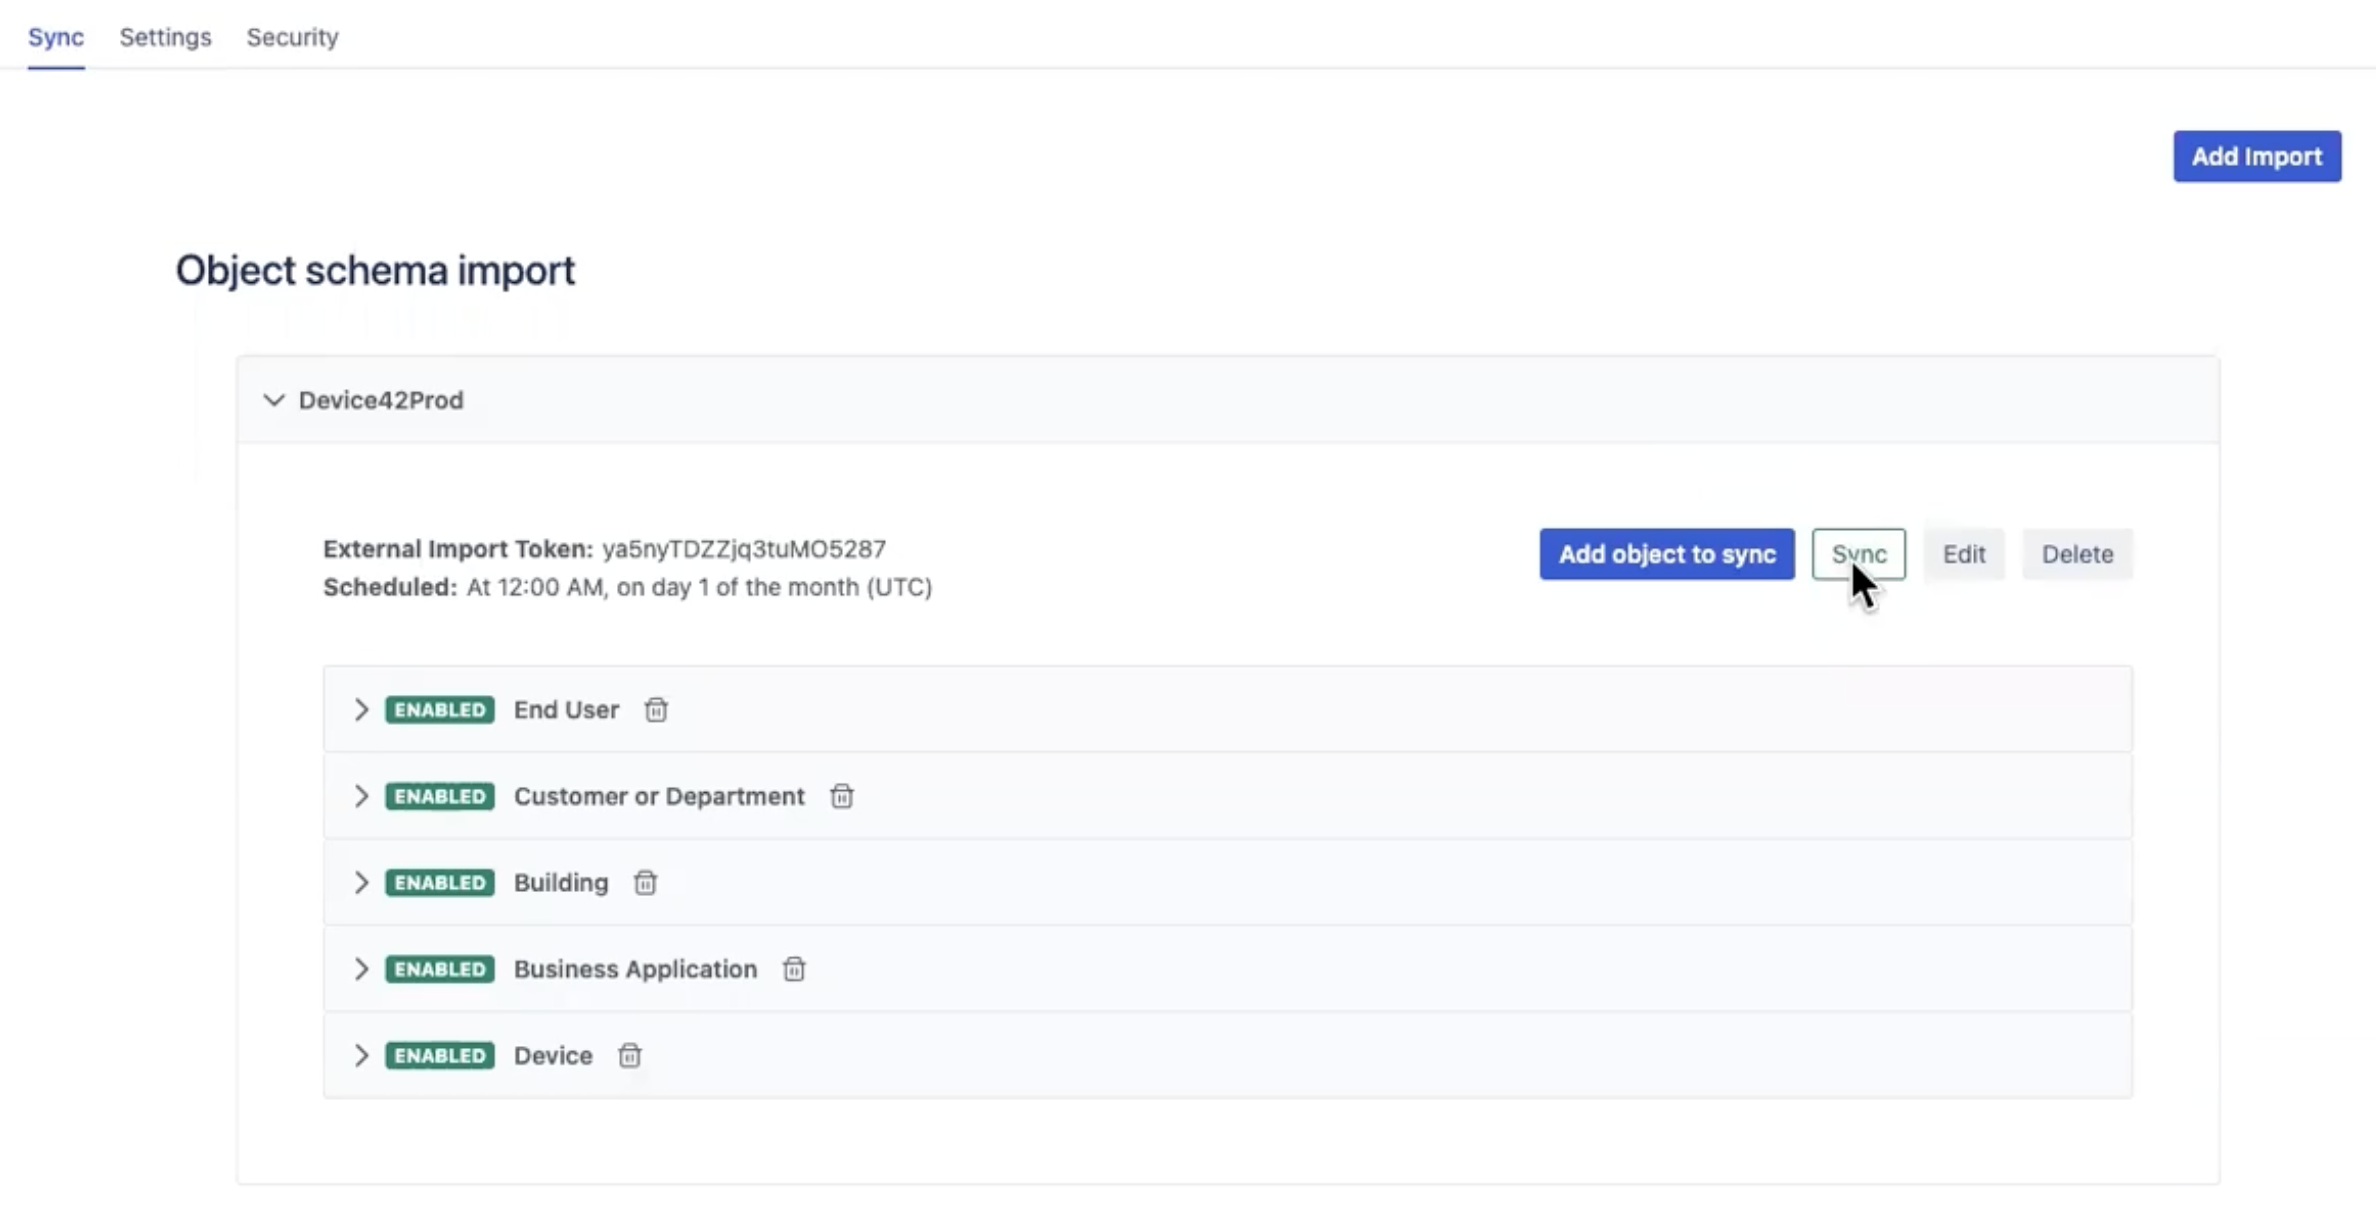 Sync Settings Security
Add Import
Object schema import
Device42Prod
External Import Token: ya5nyTDZZjq3tuMO5287
Scheduled: At 12:00 AM, on day 1 of the month (UTC)
Add object to sync Sync Edit Delete
ENABLED End User
ENABLED Customer or Department
ENABLED Building
ENABLED Business Application
ENABLED Device